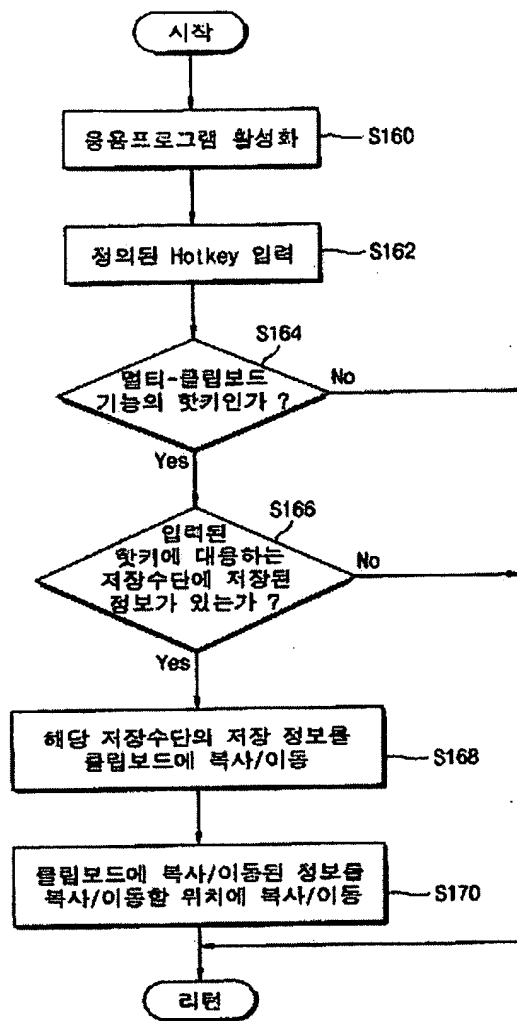 시작
응용프로그램 활성화
S160
정의된 Hotkey 입력
S162
S164
멀티-클립보드
기능의 핫키인가 ?
No
Yes
S166
입력된
핫키에 대응하는
저장수단에 저장된
정보가 있는가 ?
No
Yes
해당 저장수단의 저장 정보를
클립보드에 복사/이동
S168
클립보드에 복사/이동된 정보를
복사/이동할 위치에 복사/이동
S170
리턴